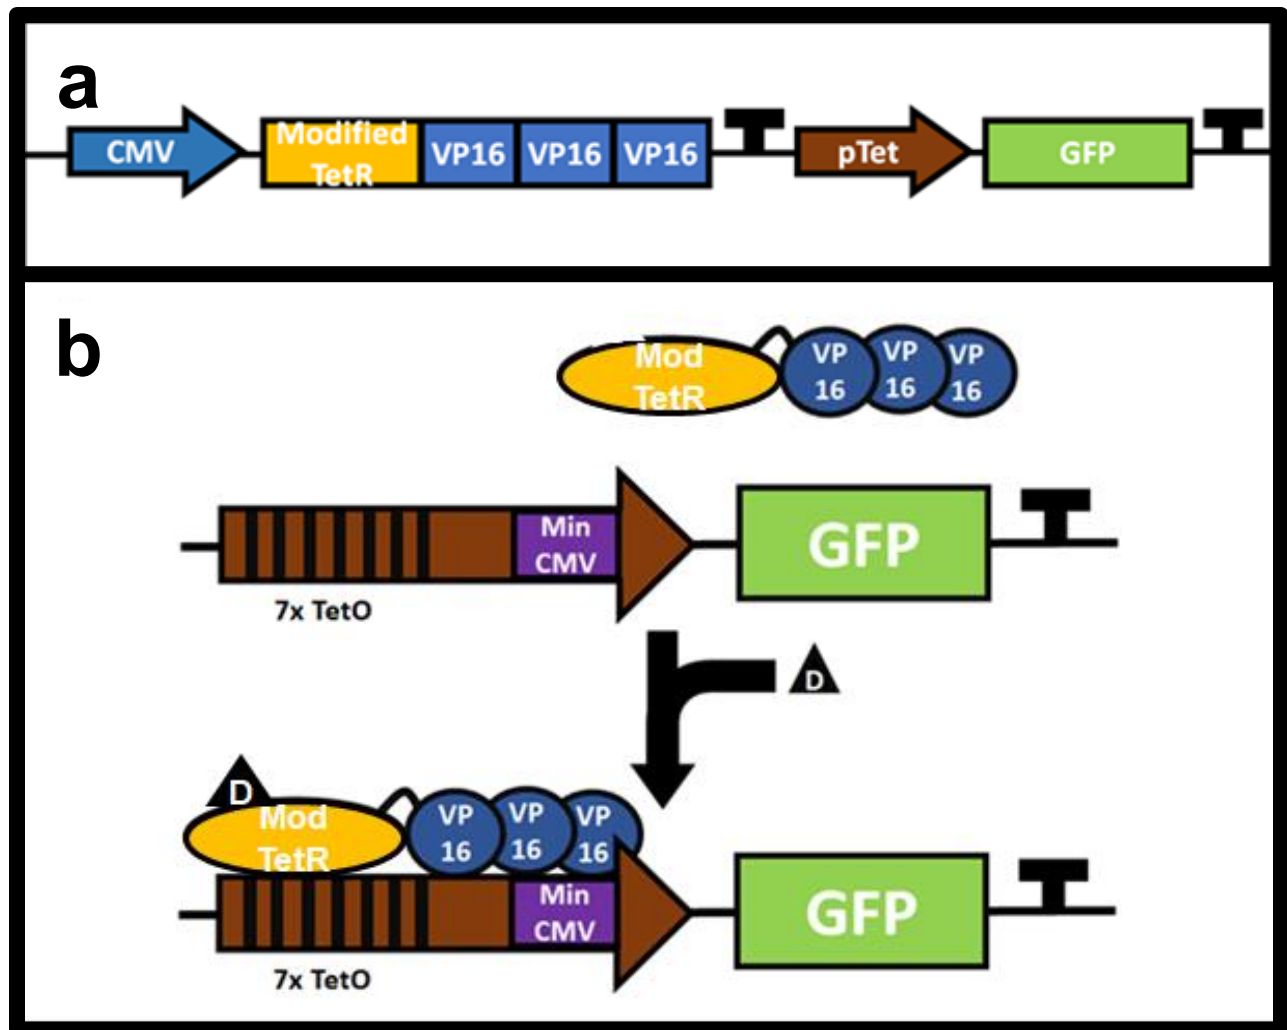 a
CMV
Modified
TetR
VP16
VP16
VP16
pTet
GFP
b
Mod
TetR
VP
16
VP
16
VP
16
Min
CMV
GFP
7x TetO
D
D
Mod
TetR
VP
16
VP
16
VP
16
Min
CMV
GFP
7x TetO